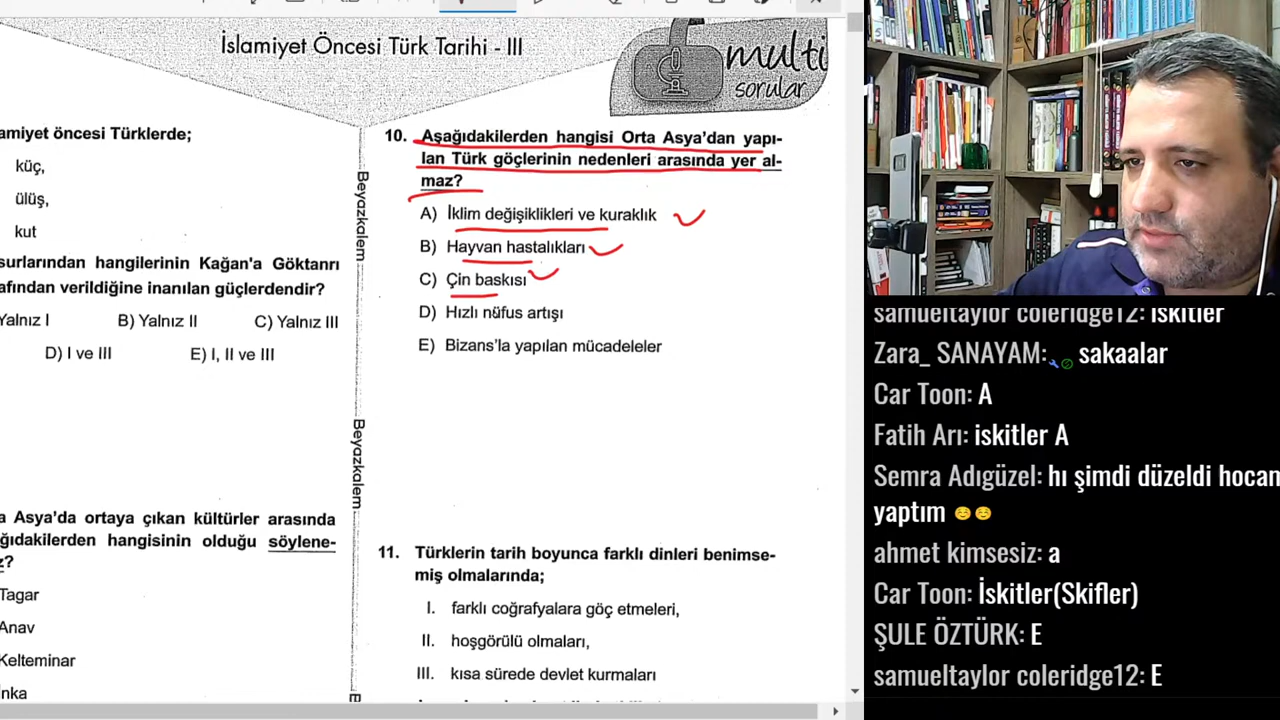 İslamiyet Öncesi Türk Tarihi - III
multi
sorular
amiyet öncesi Türklerde;
küç,
ülüş,
kut
surlarından hangilerinin Kağan'a Göktanrı
afından verildiğine inanılan güçlerdendir?
Yalnız I B) Yalnız II C) Yalnız III
D) I ve III E) I, II ve III
a Asya'da ortaya çıkan kültürler arasında
ğıdakilerden hangisinin olduğu söylene-
z?
Tagar
Anav
Kelteminar
İnka
Beyazkalem
Beyazkalem
10. Aşağıdakilerden hangisi Orta Asya'dan yapı-
lan Türk göçlerinin nedenleri arasında yer al-
maz?
A) İklim değişiklikleri ve kuraklık
B) Hayvan hastalıkları
C) Çin baskısı
D) Hızlı nüfus artışı
E) Bizans'la yapılan mücadeleler
11. Türklerin tarih boyunca farklı dinleri benimse-
miş olmalarında;
I. farklı coğrafyalara göç etmeleri,
II. hoşgörülü olmaları,
III. kısa sürede devlet kurmaları
samueltaylor coleridge12: iskitler
Zara_ SANAYAM: sakaalar
Car Toon: A
Fatih Arı: iskitler A
Semra Adıgüzel: hı şimdi düzeldi hocan
yaptım
ahmet kimsesiz: a
Car Toon: İskitler(Skifler)
ŞULE ÖZTÜRK: E
samueltaylor coleridge12: E